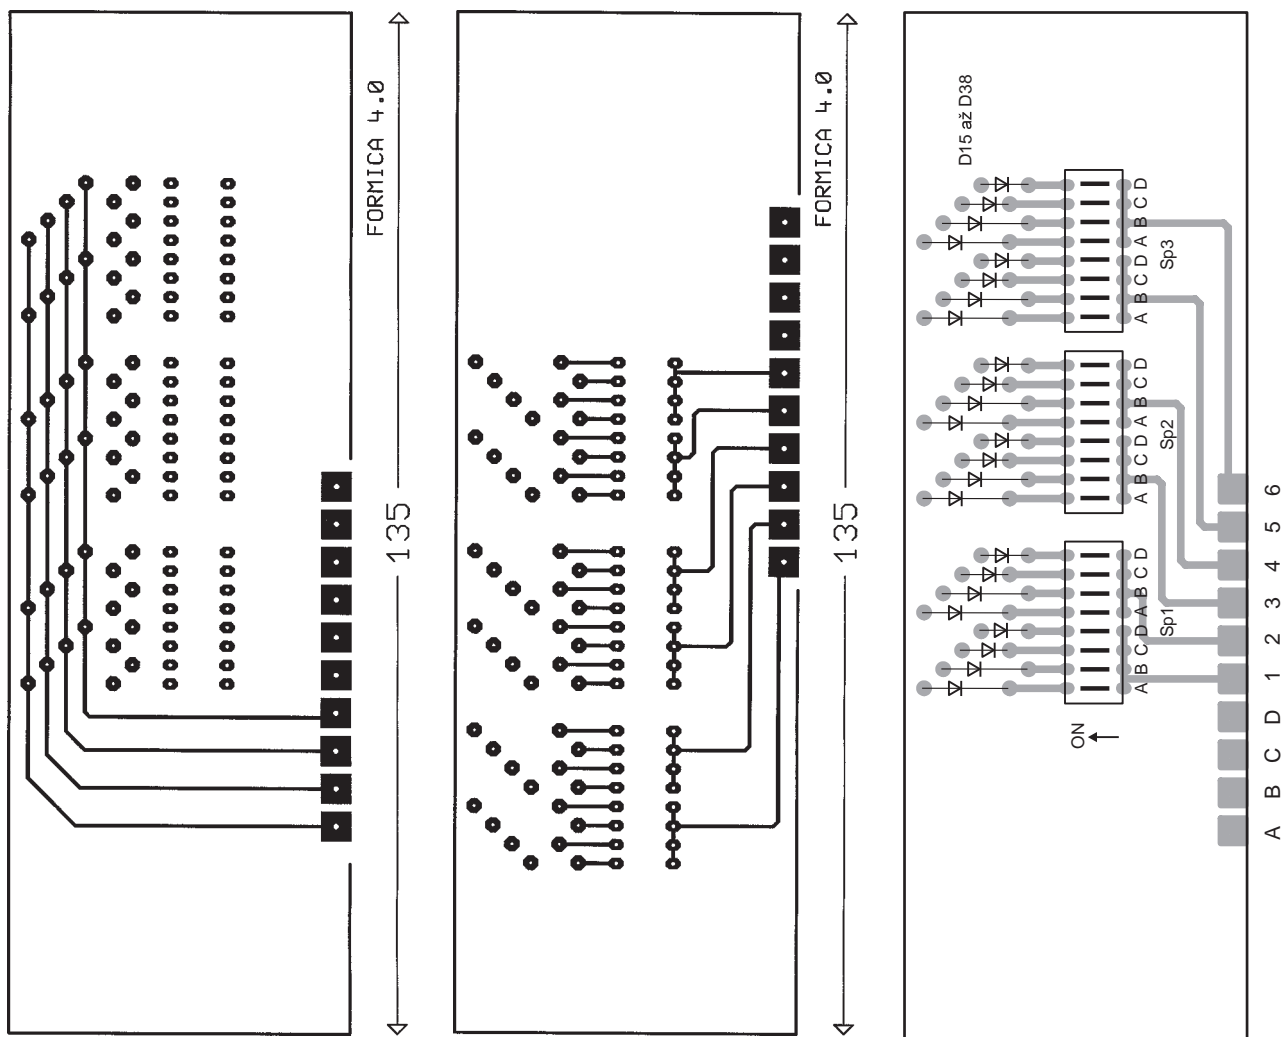 FORMICA 4.0
135
FORMICA 4.0
135
D15 až D38
A B C D A B C D
Sp3
A B C D A B C D
Sp2
A B C D A B C D
Sp1
ON
A B C D 1 2 3 4 5 6